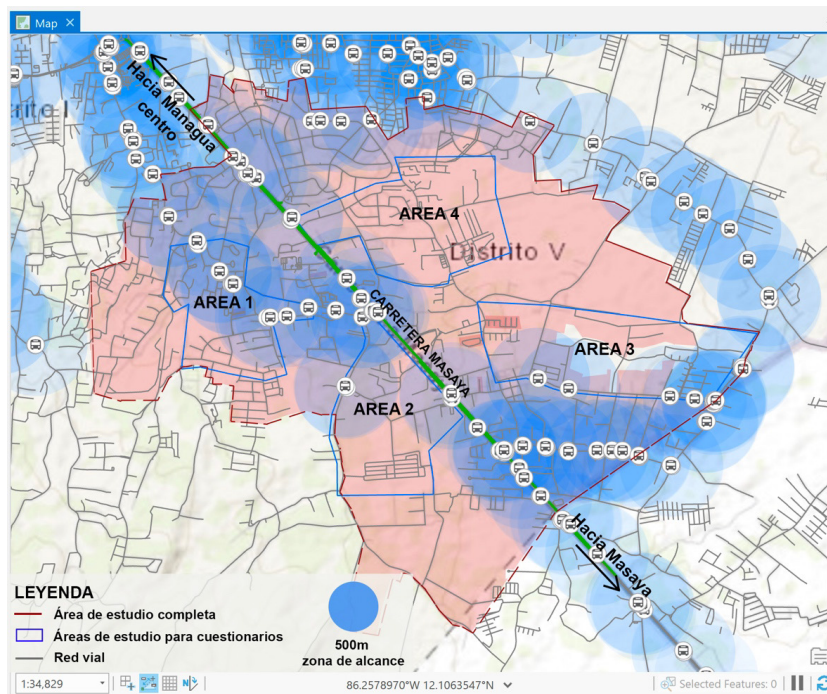 Map
Hacia Managua
centro
AREA 4
Distrito V
AREA 1
CARRETERA MASAYA
AREA 3
AREA 2
Hacia Masaya
LEYENDA
Área de estudio completa
Áreas de estudio para cuestionarios
Red vial
500m
zona de alcance
1:34,829
86.2578970°W 12.1063547°N
Selected Features: 0